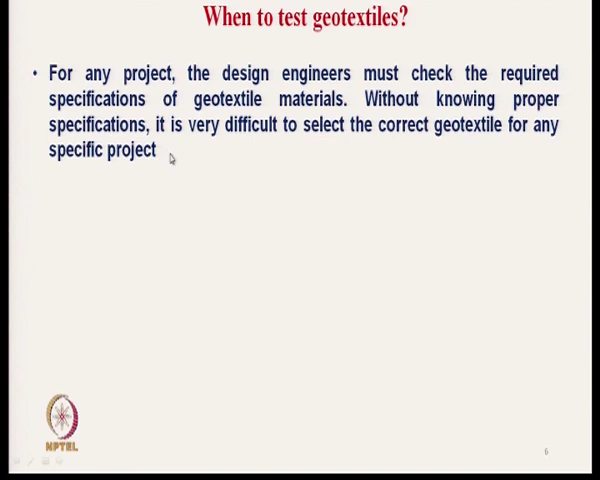 When to test geotextiles?
• For any project, the design engineers must check the required
specifications of geotextile materials. Without knowing proper
specifications, it is very difficult to select the correct geotextile for any
specific project
NPTEL
6